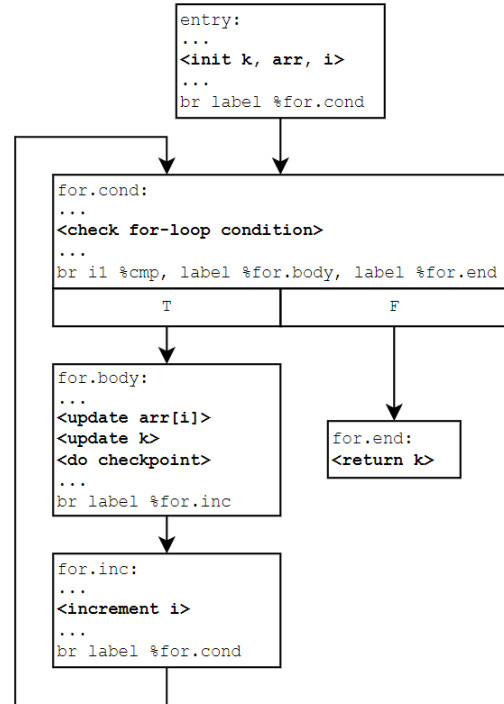 entry:
...
<init k, arr, i>
...
br label %for.cond
for.cond:
...
<check for-loop condition>
...
br i1 %cmp, label %for.body, label %for.end
T
F
for.body:
...
<update arr[i]>
<update k>
<do checkpoint>
...
br label %for.inc
for.end:
<return k>
for.inc:
...
<increment i>
...
br label %for.cond